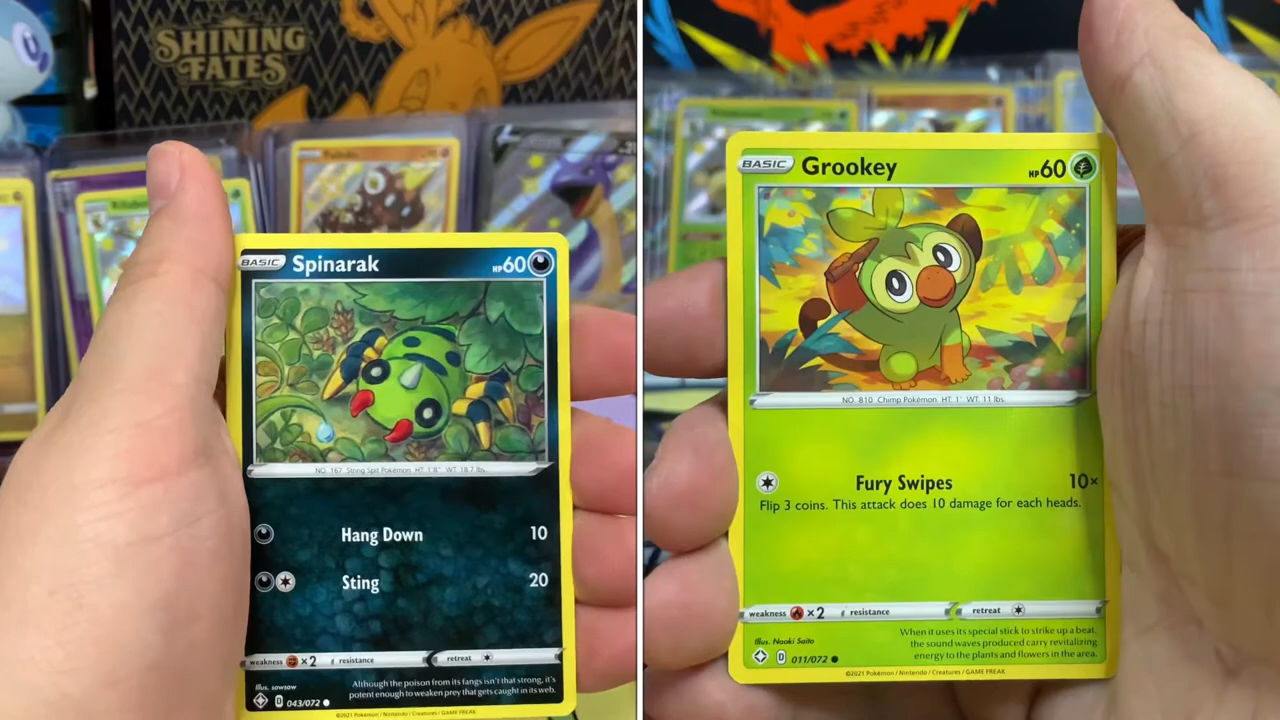 SHINING
FATES
BASIC Spinarak HP60
NO. 167 String Spit Pokémon HT 1'8" WT 18.7 lbs.
Hang Down 10
Sting 20
weakness ×2 resistance retreat
Although the poison from its fangs isn't that strong, it's
potent enough to weaken prey that gets caught in its web.
Illus. sowsow
D 043/072
©2021 Pokémon / Nintendo / Creatures / GAME FREAK
BASIC Grookey HP60
NO. 810 Chimp Pokémon HT 1' WT 11 lbs.
Fury Swipes 10×
Flip 3 coins. This attack does 10 damage for each heads.
weakness ×2 resistance retreat
When it uses its special stick to strike up a beat,
the sound waves produced carry revitalizing
energy to the plants and flowers in the area.
Illus. Naoki Saito
D 011/072
©2021 Pokémon / Nintendo / Creatures / GAME FREAK